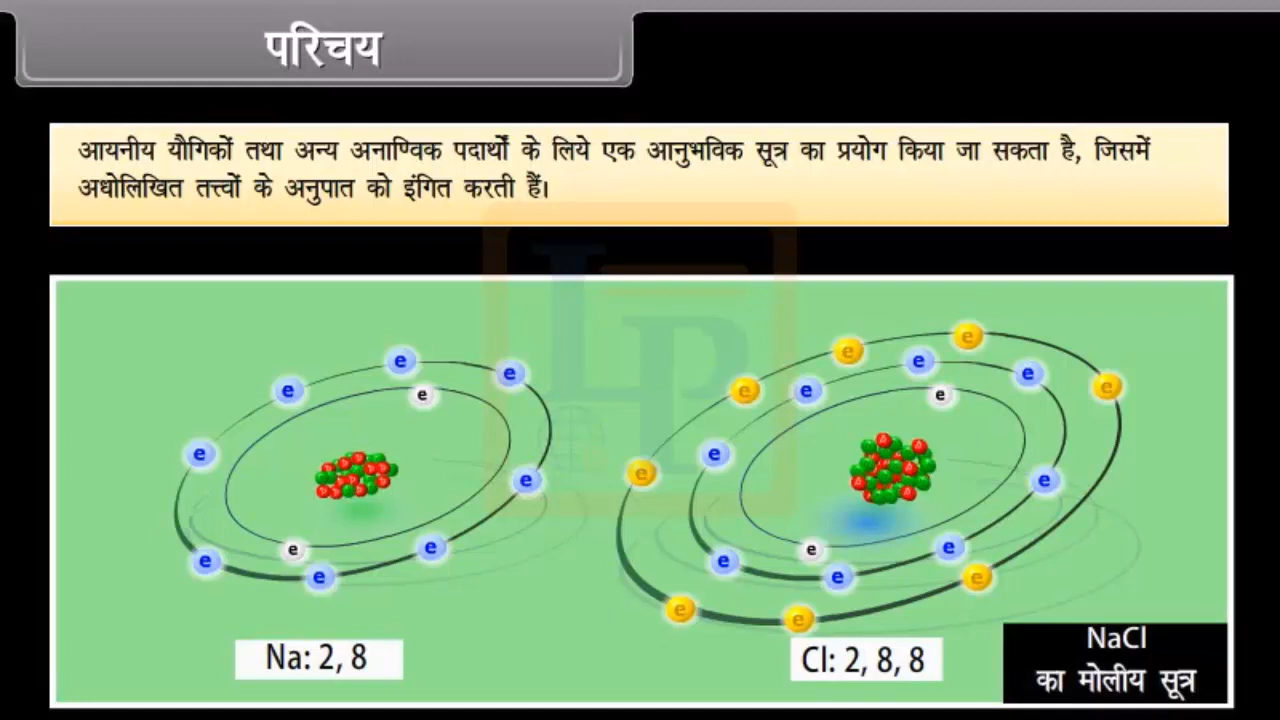 परिचय
आयनीय यौगिकों तथा अन्य अनाण्विक पदार्थों के लिये एक आनुभविक सूत्र का प्रयोग किया जा सकता है, जिसमें
अधोलिखित तत्त्वों के अनुपात को इंगित करती हैं।
LP
e e e e e e e e e e
e e e e e e e e e e e e e e e e e e
Na: 2, 8
Cl: 2, 8, 8
NaCl
का मोलीय सूत्र